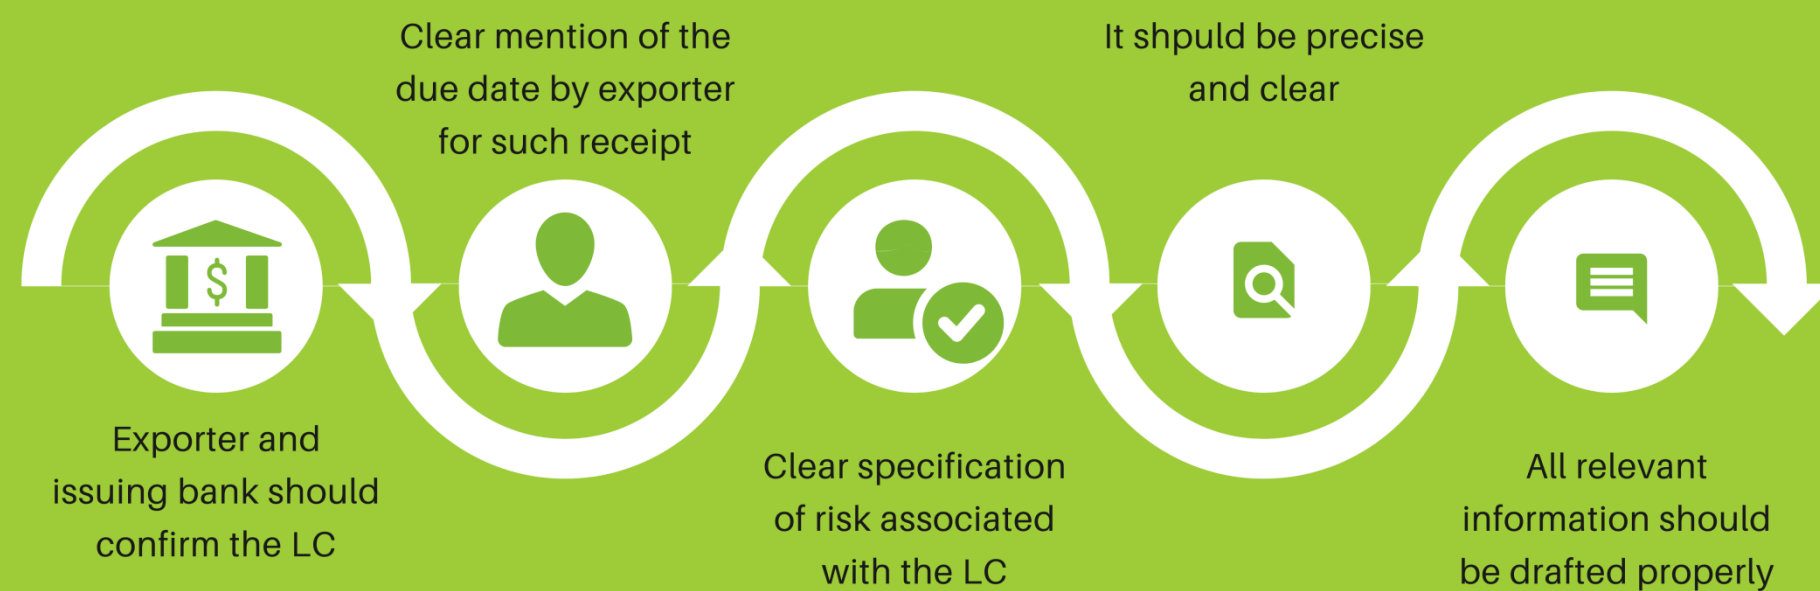 Exporter and
issuing bank should
confirm the LC
Clear mention of the
due date by exporter
for such receipt
Clear specification
of risk associated
with the LC
It shpuld be precise
and clear
All relevant
information should
be drafted properly
$